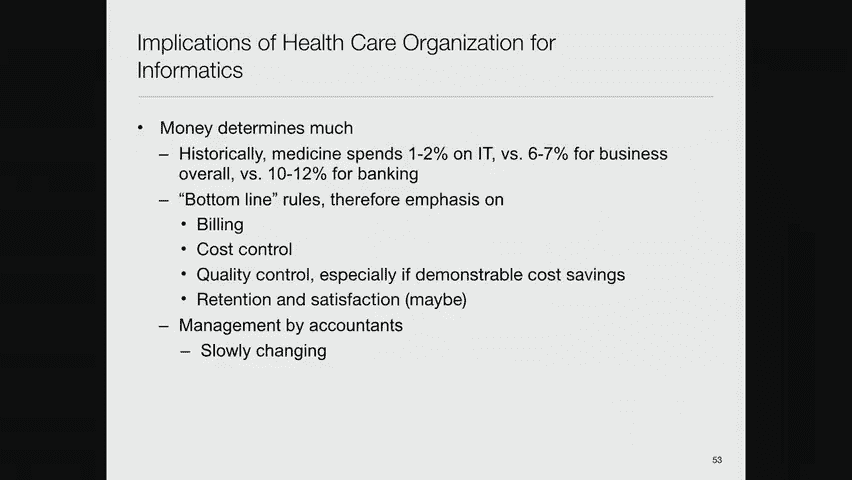 Implications of Health Care Organization for
Informatics
• Money determines much
– Historically, medicine spends 1-2% on IT, vs. 6-7% for business
overall, vs. 10-12% for banking
– “Bottom line” rules, therefore emphasis on
• Billing
• Cost control
• Quality control, especially if demonstrable cost savings
• Retention and satisfaction (maybe)
– Management by accountants
– Slowly changing
53